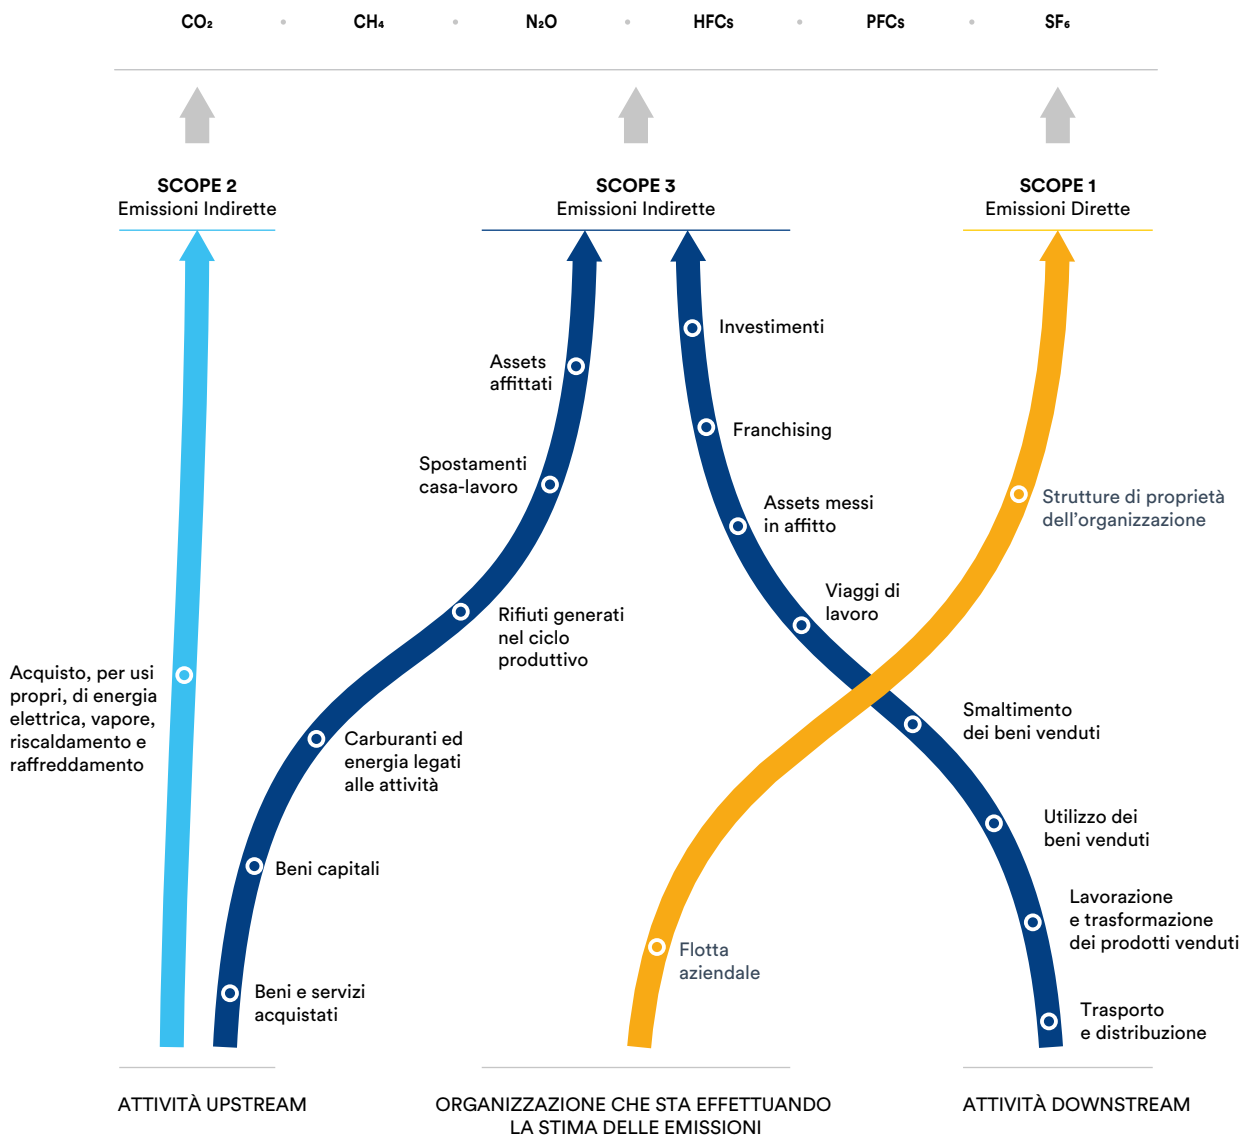 CO₂ • CH₄ • N₂O • HFCs • PFCs • SF₆
SCOPE 2
Emissioni Indirette
SCOPE 3
Emissioni Indirette
SCOPE 1
Emissioni Dirette
Investimenti
Assets
affittati
Franchising
Spostamenti
casa-lavoro
Assets messi
in affitto
Strutture di proprietà
dell’organizzazione
Viaggi di
lavoro
Rifiuti generati
nel ciclo
produttivo
Acquisto, per usi
propri, di energia
elettrica, vapore,
riscaldamento e
raffreddamento
Smaltimento
dei beni venduti
Carburanti ed
energia legati
alle attività
Utilizzo dei
beni venduti
Beni capitali
Lavorazione
e trasformazione
dei prodotti venduti
Flotta
aziendale
Beni e servizi
acquistati
Trasporto
e distribuzione
ATTIVITÀ UPSTREAM
ORGANIZZAZIONE CHE STA EFFETTUANDO
LA STIMA DELLE EMISSIONI
ATTIVITÀ DOWNSTREAM